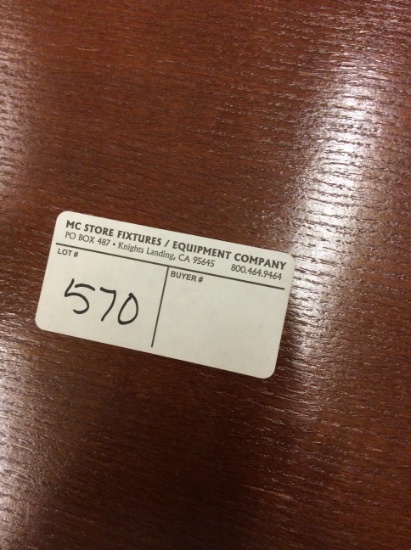 MC STORE FIXTURES / EQUIPMENT COMPANY
PO BOX 487 • Knights Landing, CA 95645 800.464.9464
LOT # BUYER #
570